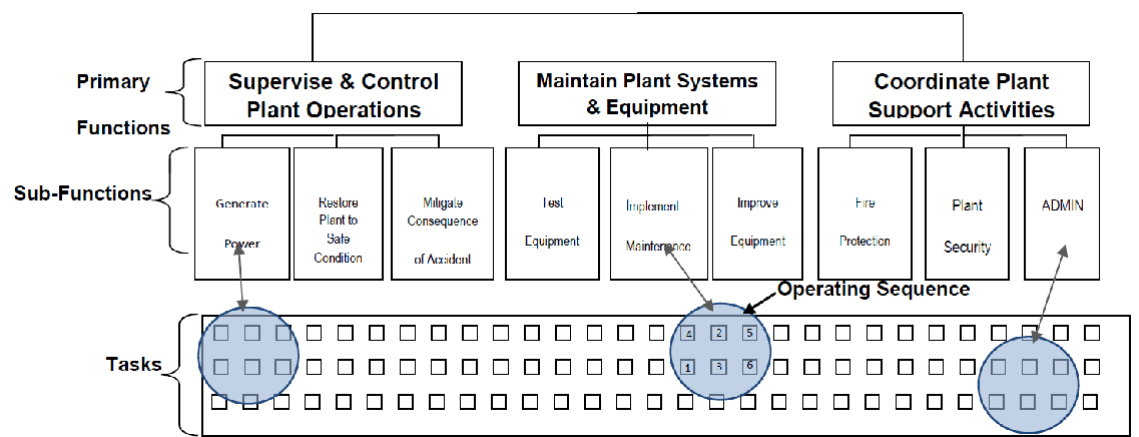 Primary
Functions
Supervise & Control
Plant Operations
Maintain Plant Systems
& Equipment
Coordinate Plant
Support Activities
Sub-Functions
Generate
Power
Restore
Plant to
Safe
Condition
Mitigate
Consequence
of Accident
Test
Equipment
Implement
Maintenance
Improve
Equipment
Fire
Protection
Plant
Security
ADMIN
Operating Sequence
Tasks
4 2 5
1 3 6